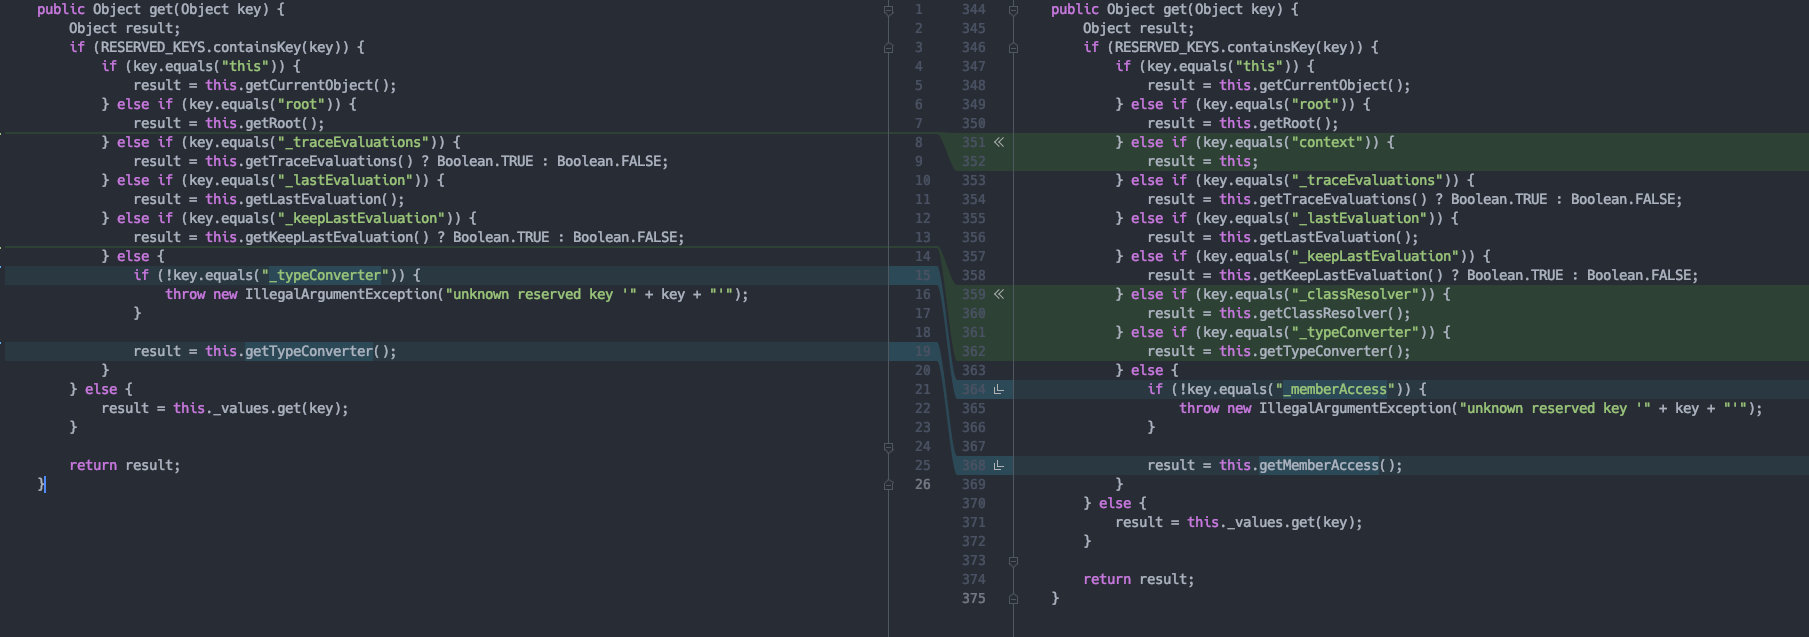 public Object get(Object key) {
Object result;
if (RESERVED_KEYS.containsKey(key)) {
if (key.equals("this")) {
result = this.getCurrentObject();
} else if (key.equals("root")) {
result = this.getRoot();
} else if (key.equals("_traceEvaluations")) {
result = this.getTraceEvaluations() ? Boolean.TRUE : Boolean.FALSE;
} else if (key.equals("_lastEvaluation")) {
result = this.getLastEvaluation();
} else if (key.equals("_keepLastEvaluation")) {
result = this.getKeepLastEvaluation() ? Boolean.TRUE : Boolean.FALSE;
} else {
if (!key.equals("_typeConverter")) {
throw new IllegalArgumentException("unknown reserved key '" + key + "'");
}
result = this.getTypeConverter();
}
} else {
result = this._values.get(key);
}
return result;
}
1
2
3
4
5
6
7
8
9
10
11
12
13
14
15
16
17
18
19
20
21
22
23
24
25
26
344
345
346
347
348
349
350
351
352
353
354
355
356
357
358
359
360
361
362
363
364
365
366
367
368
369
370
371
372
373
374
375
public Object get(Object key) {
Object result;
if (RESERVED_KEYS.containsKey(key)) {
if (key.equals("this")) {
result = this.getCurrentObject();
} else if (key.equals("root")) {
result = this.getRoot();
} else if (key.equals("context")) {
result = this;
} else if (key.equals("_traceEvaluations")) {
result = this.getTraceEvaluations() ? Boolean.TRUE : Boolean.FALSE;
} else if (key.equals("_lastEvaluation")) {
result = this.getLastEvaluation();
} else if (key.equals("_keepLastEvaluation")) {
result = this.getKeepLastEvaluation() ? Boolean.TRUE : Boolean.FALSE;
} else if (key.equals("_classResolver")) {
result = this.getClassResolver();
} else if (key.equals("_typeConverter")) {
result = this.getTypeConverter();
} else {
if (!key.equals("_memberAccess")) {
throw new IllegalArgumentException("unknown reserved key '" + key + "'");
}
result = this.getMemberAccess();
}
} else {
result = this._values.get(key);
}
return result;
}